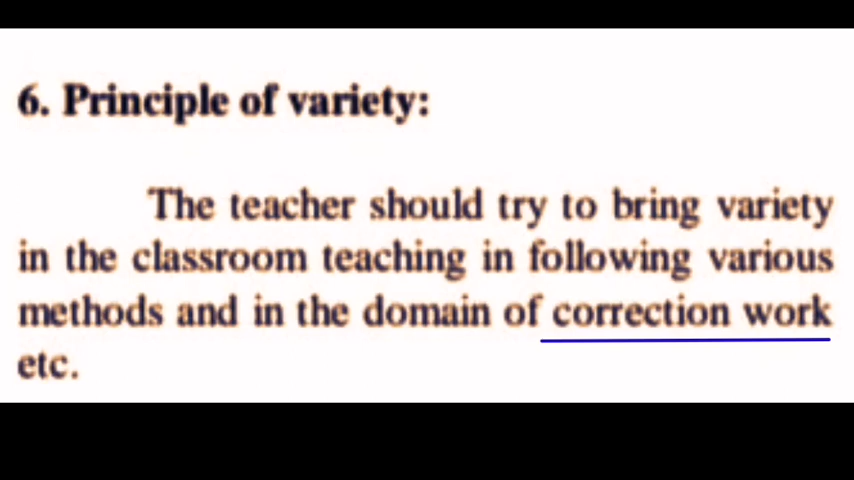 6. Principle of variety:
The teacher should try to bring variety
in the classroom teaching in following various
methods and in the domain of correction work
etc.